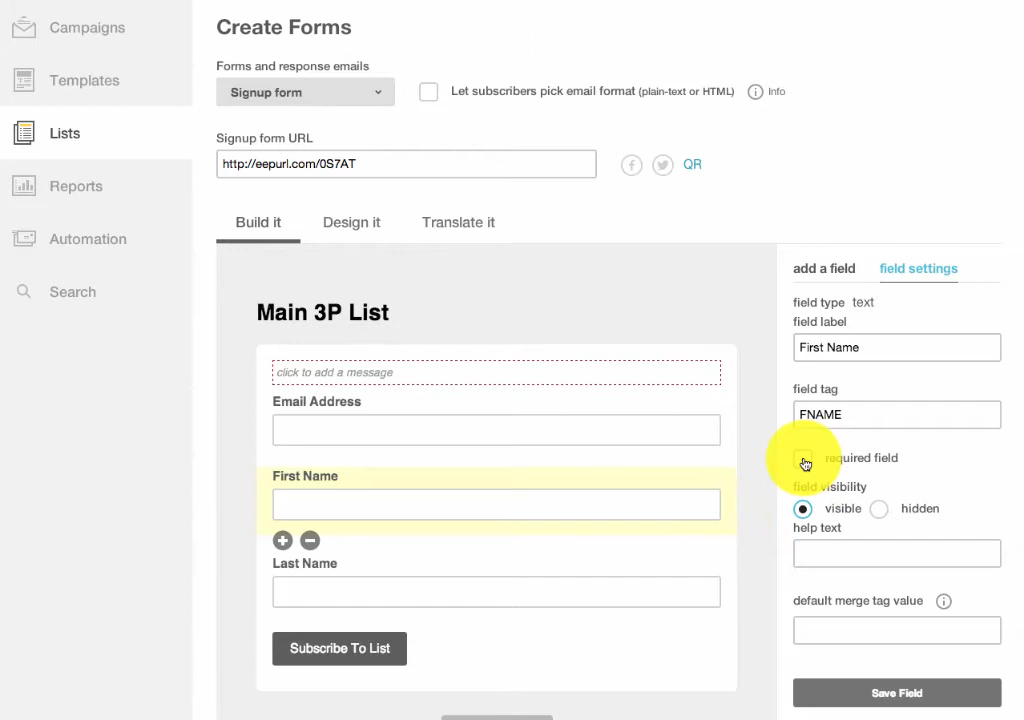 Campaigns
Templates
Lists
Reports
Automation
Search
Create Forms
Forms and response emails
Signup form
Let subscribers pick email format (plain-text or HTML)
Info
Signup form URL
http://eepurl.com/0S7AT
QR
Build it
Design it
Translate it
Main 3P List
click to add a message
Email Address
First Name
Last Name
Subscribe To List
add a field
field settings
field type text
field label
First Name
field tag
FNAME
required field
field visibility
visible
hidden
help text
default merge tag value
Save Field